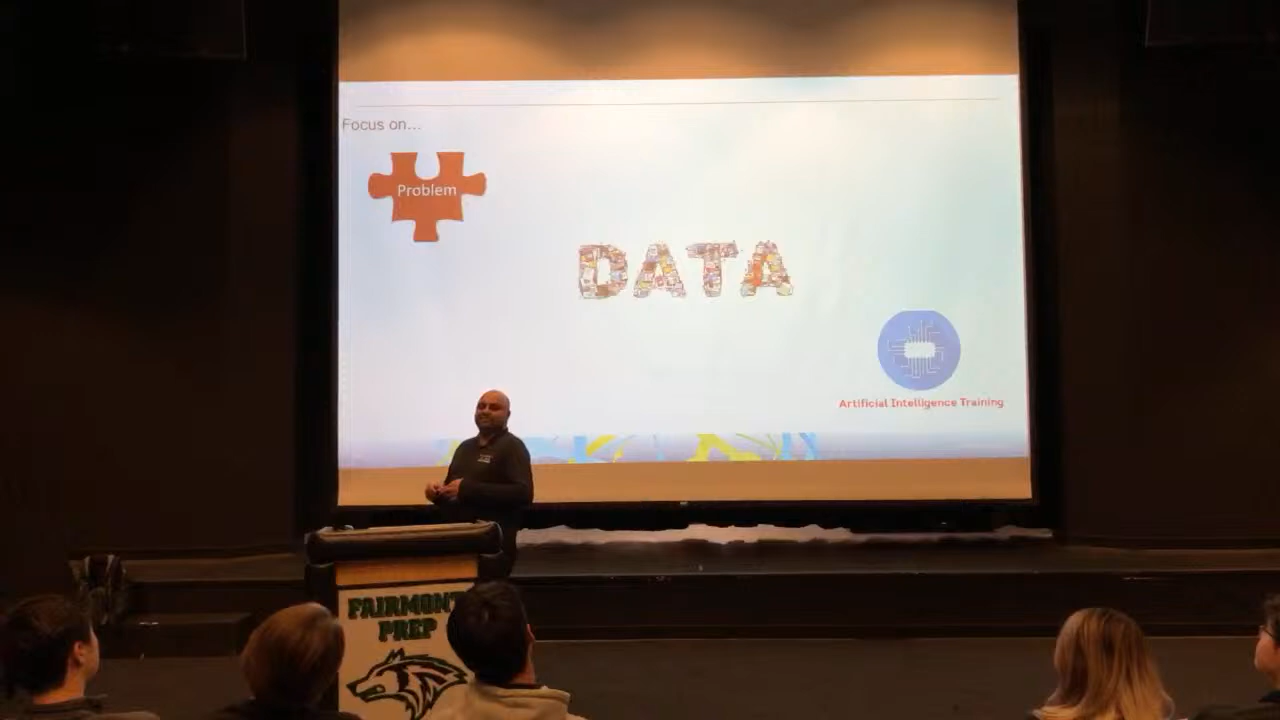 Focus on...
Problem
DATA
Artificial Intelligence Training
FAIRMONT
PREP